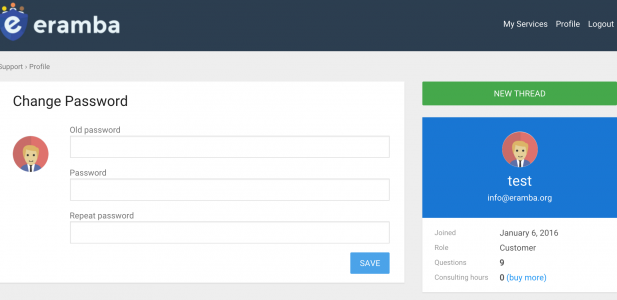 eramba
My Services Profile Logout
Support › Profile
Change Password
Old password
Password
Repeat password
SAVE
NEW THREAD
test
info@eramba.org
Joined January 6, 2016
Role Customer
Questions 9
Consulting hours 0 (buy more)